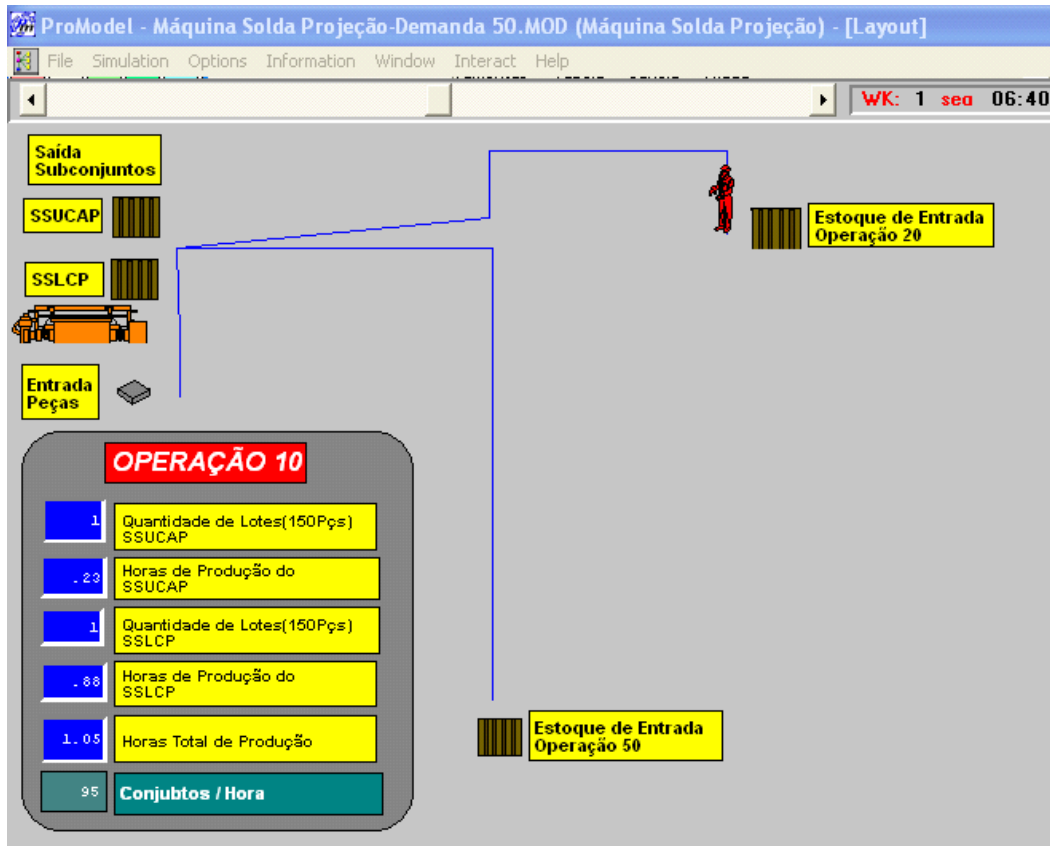 ProModel - Máquina Solda Projeção-Demanda 50.MOD (Máquina Solda Projeção) - [Layout]
File Simulation Options Information Window Interact Help
WK: 1 seg 06:40
Saída
Subconjuntos
SSUCAP
SSLCP
Entrada
Peças
Estoque de Entrada
Operação 20
OPERAÇÃO 10
1
Quantidade de Lotes(150Pçs)
SSUCAP
.23
Horas de Produção do
SSUCAP
1
Quantidade de Lotes(150Pçs)
SSLCP
.88
Horas de Produção do
SSLCP
1.05
Horas Total de Produção
95
Conjubtos / Hora
Estoque de Entrada
Operação 50